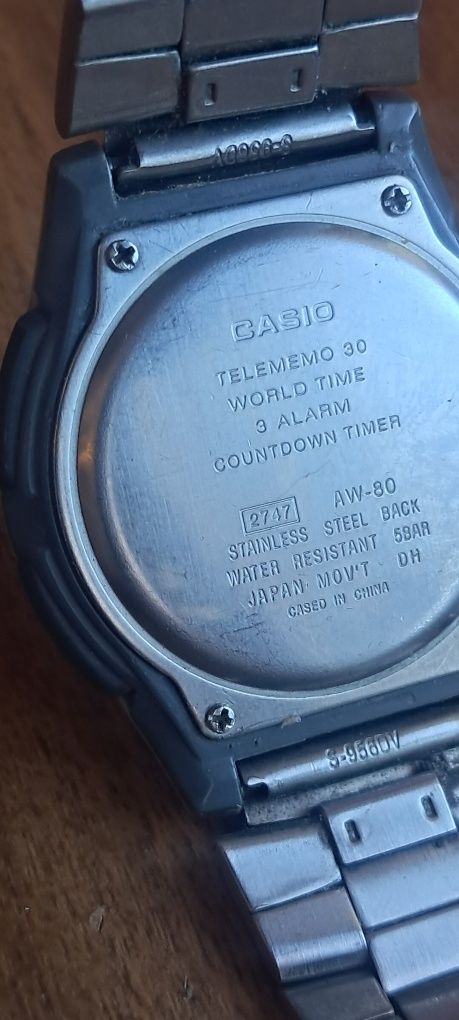 S-956DV
CASIO
TELEMEMO 30
WORLD TIME
3 ALARM
COUNTDOWN TIMER
2747 AW-80
STAINLESS STEEL BACK
WATER RESISTANT 5BAR
JAPAN MOV'T DH
CASED IN CHINA
S-956DV